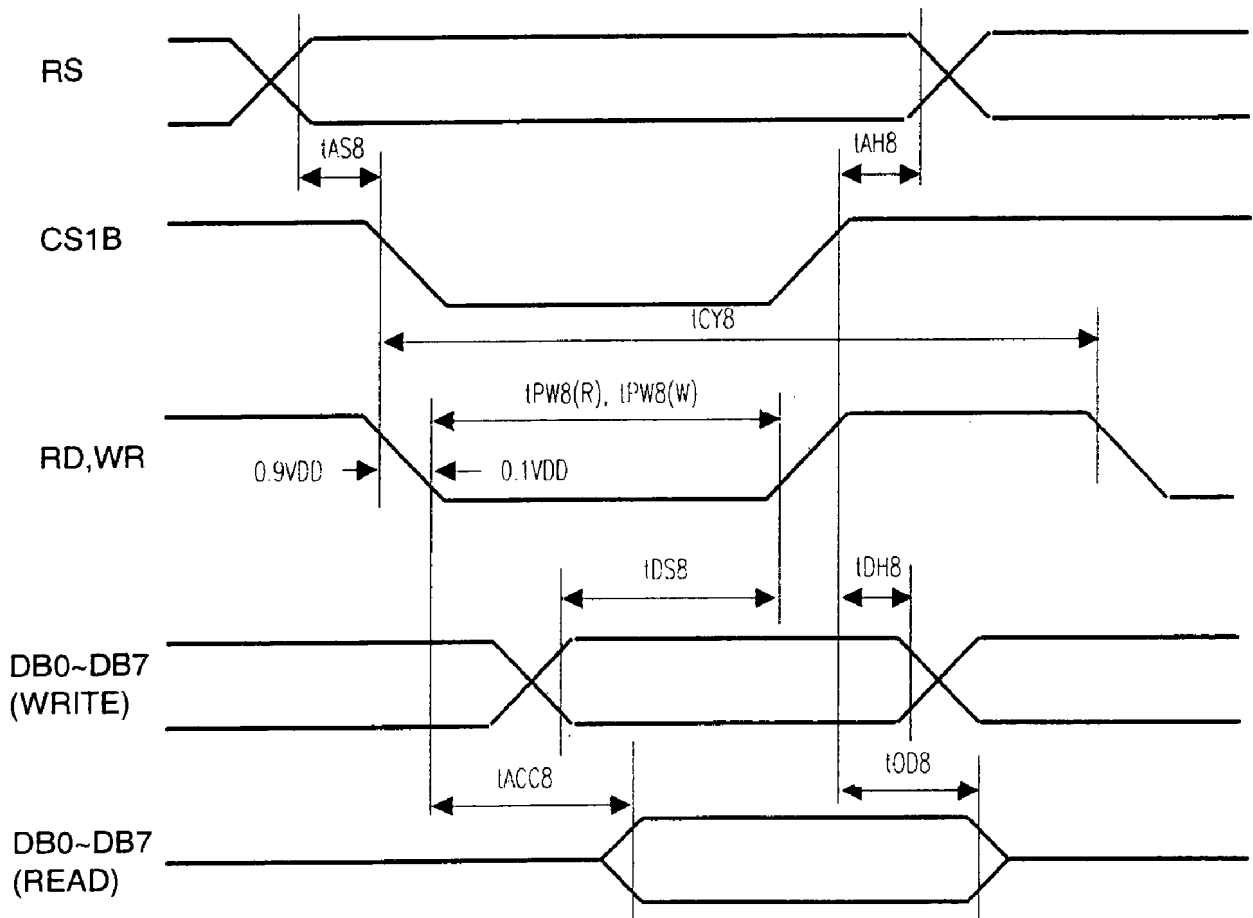 RS
tAS8
tAH8
CS1B
tCY8
tPW8(R), tPW8(W)
RD,WR
0.9VDD
0.1VDD
tDS8
tDH8
DB0~DB7
(WRITE)
tACC8
tOD8
DB0~DB7
(READ)